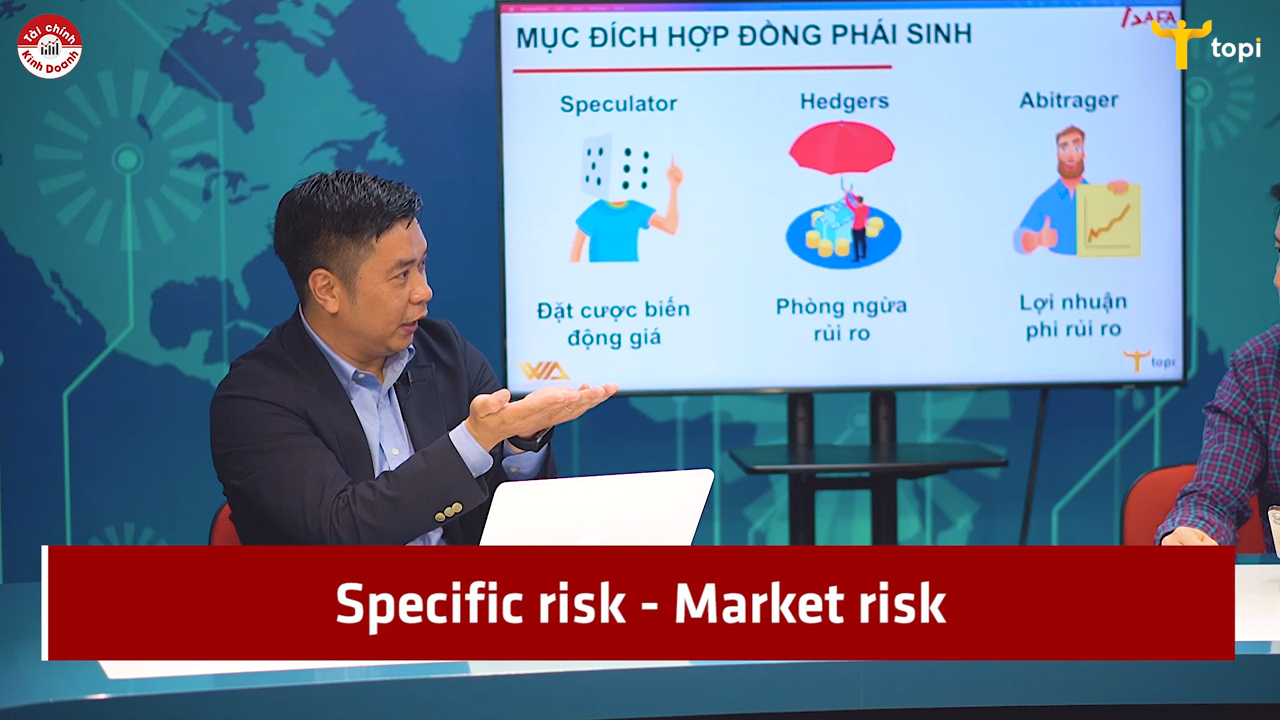 Tài chính
Kinh Doanh
MỤC ĐÍCH HỢP ĐỒNG PHÁI SINH
AFA
topi
Speculator
Hedgers
Abitrager
Đặt cược biến
động giá
Phòng ngừa
rủi ro
Lợi nhuận
phi rủi ro
topi
Specific risk - Market risk